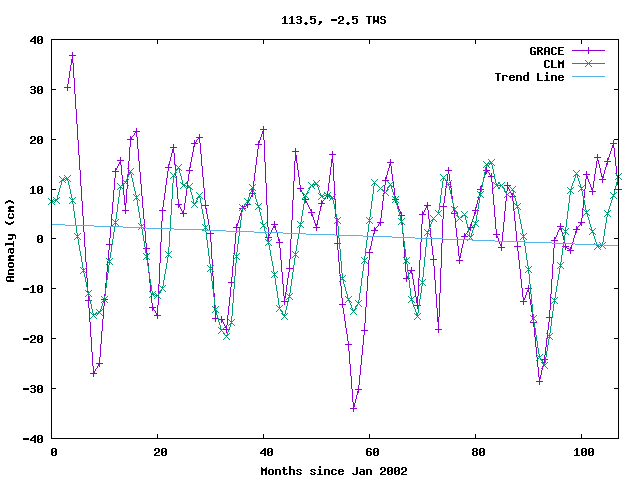 113.5, -2.5 TWS
GRACE
CLM
Trend Line
Anomaly (cm)
40
30
20
10
0
-10
-20
-30
-40
0 20 40 60 80 100
Months since Jan 2002